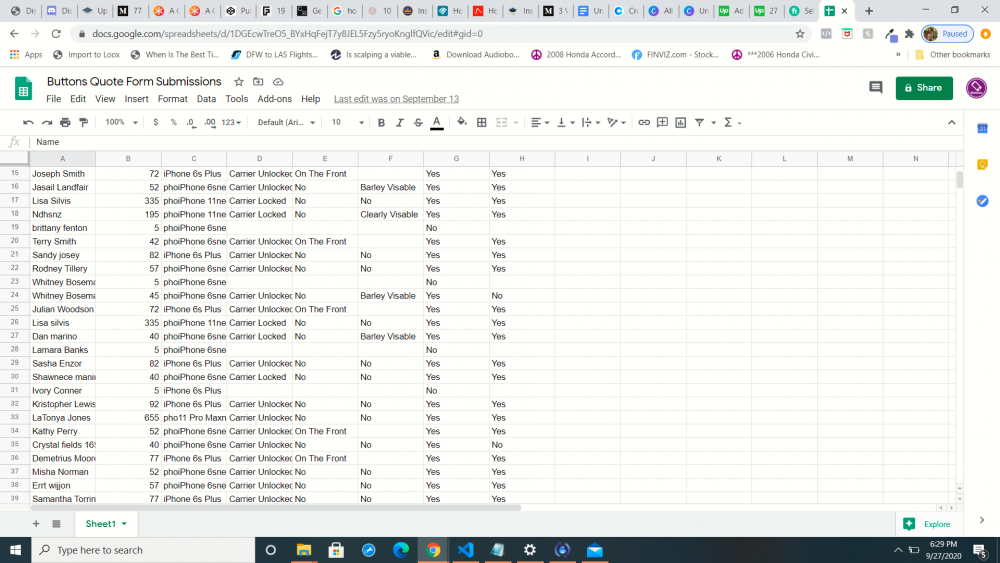 Dis
Dis
Up
77
A C
A C
Pu
19
Ge
ho
10
Ins
Ho
Ho
Ins
3 W
Un
Cr
All
Un
Ac
27
Se
docs.google.com/spreadsheets/d/1DGEcwTreO5_BYxHqFejT7y8JEL5Fzy5ryoKnglfQVic/edit#gid=0
Paused
Apps Import to Loox When Is The Best Ti... DFW to LAS Flights... Is scalping a viable... Download Audiobo... 2008 Honda Accord... FINVIZ.com - Stock... ***2006 Honda Civi... » Other bookmarks
Buttons Quote Form Submissions
Share
File Edit View Insert Format Data Tools Add-ons Help Last edit was on September 13
100% $ % .0 .00 123 Default (Ari... 10 B I S A
fx Name
A B C D E F G H I J K L M N
15 Joseph Smith 72 iPhone 6s Plus Carrier Unlocked On The Front Yes Yes
16 Jasail Landfair 52 phoiPhone 6sne Carrier Unlocked No Barley Visable Yes Yes
17 Lisa Silvis 335 phoiPhone 11ne Carrier Locked No No Yes Yes
18 Ndhsnz 195 phoiPhone 11ne Carrier Locked No Clearly Visable Yes Yes
19 brittany fenton 5 phoiPhone 6sne No
20 Terry Smith 42 phoiPhone 6sne Carrier Unlocked On The Front Yes Yes
21 Sandy josey 82 iPhone 6s Plus Carrier Unlocked No No Yes Yes
22 Rodney Tillery 57 phoiPhone 6sne Carrier Unlocked No No Yes Yes
23 Whitney Bosema 5 phoiPhone 6sne No
24 Whitney Bosema 45 phoiPhone 6sne Carrier Unlocked No Barley Visable Yes No
25 Julian Woodson 72 iPhone 6s Plus Carrier Unlocked On The Front Yes Yes
26 Lisa silvis 335 phoiPhone 11ne Carrier Locked No No Yes Yes
27 Dan marino 40 phoiPhone 6sne Carrier Locked No Barley Visable Yes Yes
28 Lamara Banks 5 phoiPhone 6sne No
29 Sasha Enzor 82 iPhone 6s Plus Carrier Unlocked No No Yes Yes
30 Shawnece mani 40 phoiPhone 6sne Carrier Locked No No Yes Yes
31 Ivory Conner 5 iPhone 6s Plus No
32 Kristopher Lewis 92 iPhone 6s Plus Carrier Unlocked No No Yes Yes
33 LaTonya Jones 655 pho11 Pro Maxn Carrier Unlocked No No Yes Yes
34 Kathy Perry 52 phoiPhone 6sne Carrier Unlocked On The Front Yes Yes
35 Crystal fields 16 40 phoiPhone 6sne Carrier Unlocked No No Yes No
36 Demetrius Moor 77 iPhone 6s Plus Carrier Unlocked On The Front Yes Yes
37 Misha Norman 52 phoiPhone 6sne Carrier Unlocked No No Yes Yes
38 Errt wijjon 57 phoiPhone 6sne Carrier Unlocked No No Yes Yes
39 Samantha Torrin 77 iPhone 6s Plus Carrier Unlocked No No Yes Yes
Sheet1
Explore
Type here to search
6:29 PM
9/27/2020
5